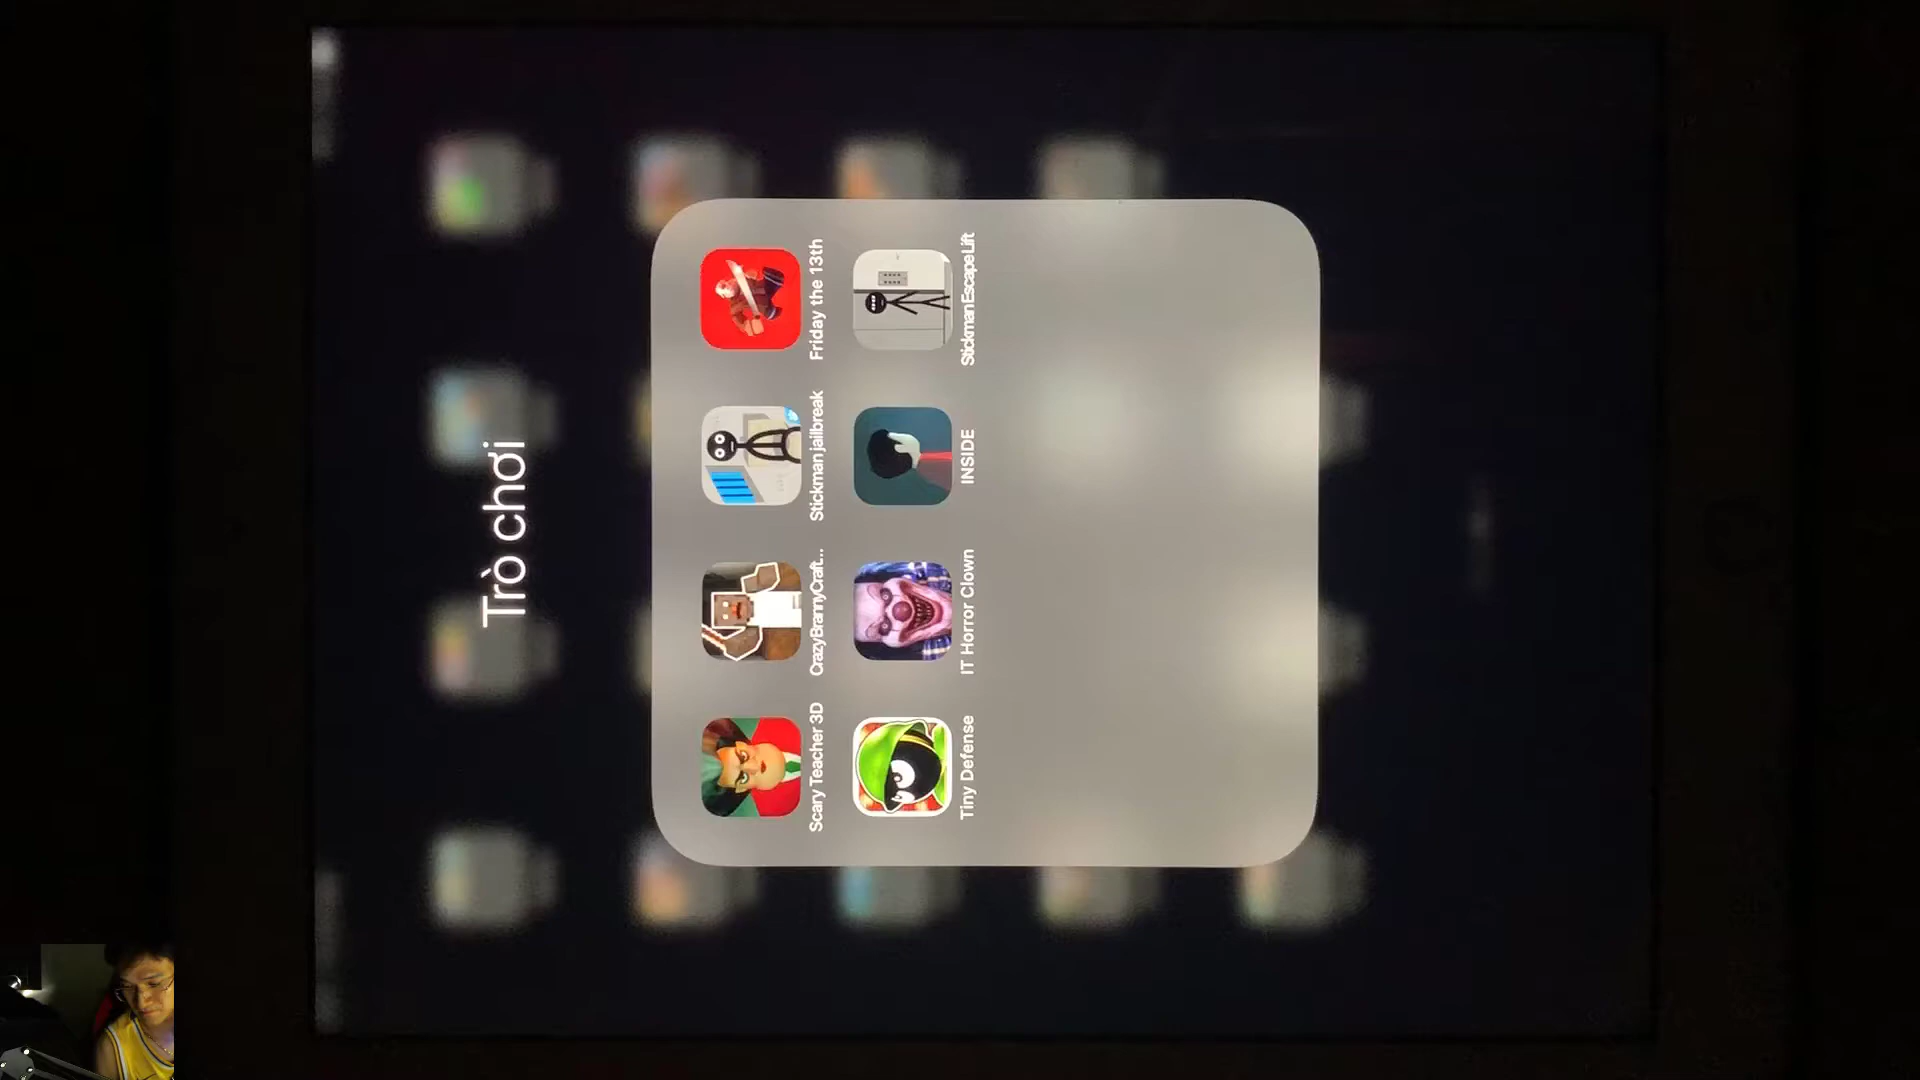 Trò chơi
Scary Teacher 3D
CrazyBrannyCraft...
Stickman jailbreak
Friday the 13th
Tiny Defense
IT Horror Clown
INSIDE
StickmanEscapeLift